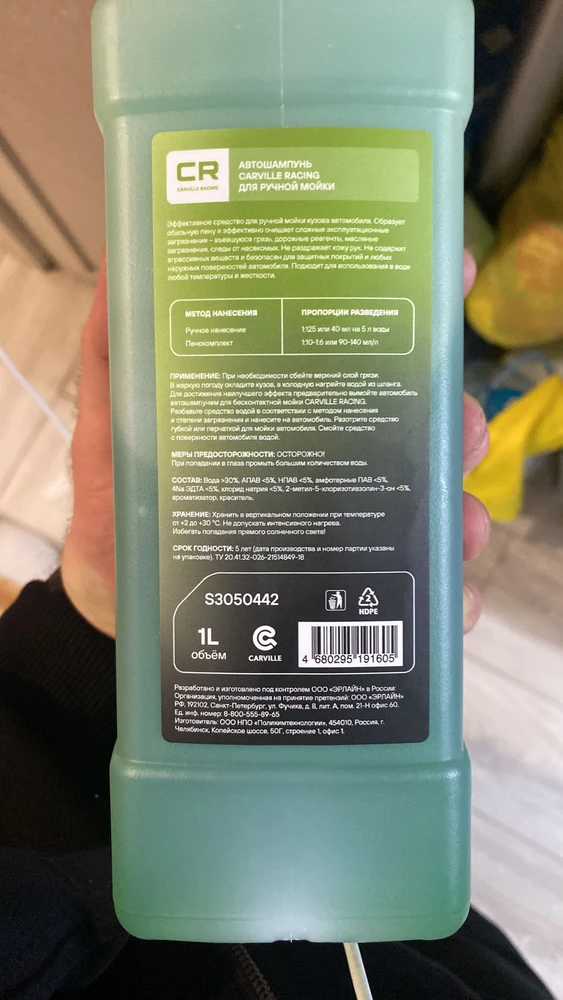 CR
CARVILLE RACING
АВТОШАМПУНЬ
CARVILLE RACING
ДЛЯ РУЧНОЙ МОЙКИ
Эффективное средство для ручной мойки кузова автомобиля. Образует
обильную пену и эффективно очищает сложные эксплуатационные
загрязнения – въевшуюся грязь, дорожные реагенты, масляные
загрязнения, следы от насекомых. Не раздражает кожу рук. Не содержит
агрессивных веществ и безопасен для защитных покрытий и любых
наружных поверхностей автомобиля. Подходит для использования в воде
любой температуры и жесткости.
МЕТОД НАНЕСЕНИЯ
ПРОПОРЦИИ РАЗВЕДЕНИЯ
Ручное нанесение
1:125 или 40 мл на 5 л воды
Пенокомплект
1:10-1:6 или 90-140 мл/л
ПРИМЕНЕНИЕ: При необходимости сбейте верхний слой грязи.
В жаркую погоду охладите кузов, в холодную нагрейте водой из шланга.
Для достижения наилучшего эффекта предварительно вымойте автомобиль
автошампунем для бесконтактной мойки CARVILLE RACING.
Разбавьте средство водой в соответствии с методом нанесения
и степени загрязнения и нанесите на автомобиль. Разотрите средство
губкой или перчаткой для мойки автомобиля. Смойте средство
с поверхности автомобиля водой.
МЕРЫ ПРЕДОСТОРОЖНОСТИ: ОСТОРОЖНО!
При попадании в глаза промыть большим количеством воды.
СОСТАВ: Вода >30%, АПАВ <5%, НПАВ <5%, амфотерные ПАВ <5%,
4Na ЭДТА <5%, хлорид натрия <5%, 2-метил-5-хлоризотиазолин-3-он <5%,
ароматизатор, краситель.
ХРАНЕНИЕ: Хранить в вертикальном положении при температуре
от +2 до +30 °С. Не допускать интенсивного нагрева.
Избегать попадания прямого солнечного света!
СРОК ГОДНОСТИ: 5 лет (дата производства и номер партии указаны
на упаковке). ТУ 20.41.32-026-21514849-18
S3050442
2
HDPE
1L
объём
CARVILLE
4 680295 191605
Разработано и изготовлено под контролем ООО «ЭРЛАЙН» в России:
Организация, уполномоченная на принятие претензий: ООО «ЭРЛАЙН»
РФ, 192102, Санкт-Петербург, ул. Фучика, д. 8, лит. А, пом. 21-Н офис 60.
Ед. инф. номер: 8-800-555-89-65
Изготовитель: ООО НПО «Полихимтехнологии», 454010, Россия, г.
Челябинск, Копейское шоссе, 50Г, строение 1, офис 1.